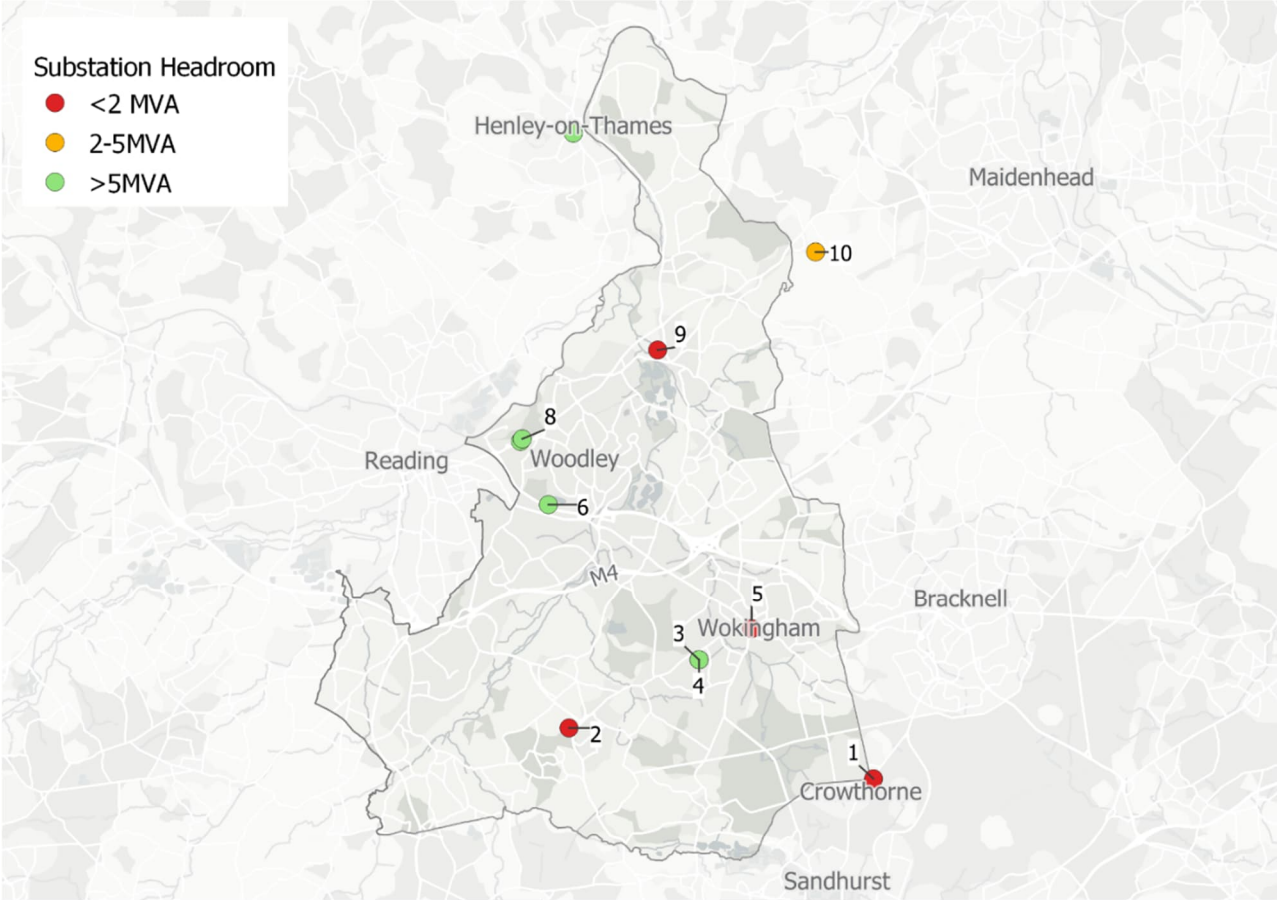 Substation Headroom
<2 MVA
2-5MVA
>5MVA
Henley-on-Thames
Maidenhead
10
9
8
Reading
Woodley
6
M4
5
Bracknell
Wokingham
3
4
2
1
Crowthorne
Sandhurst